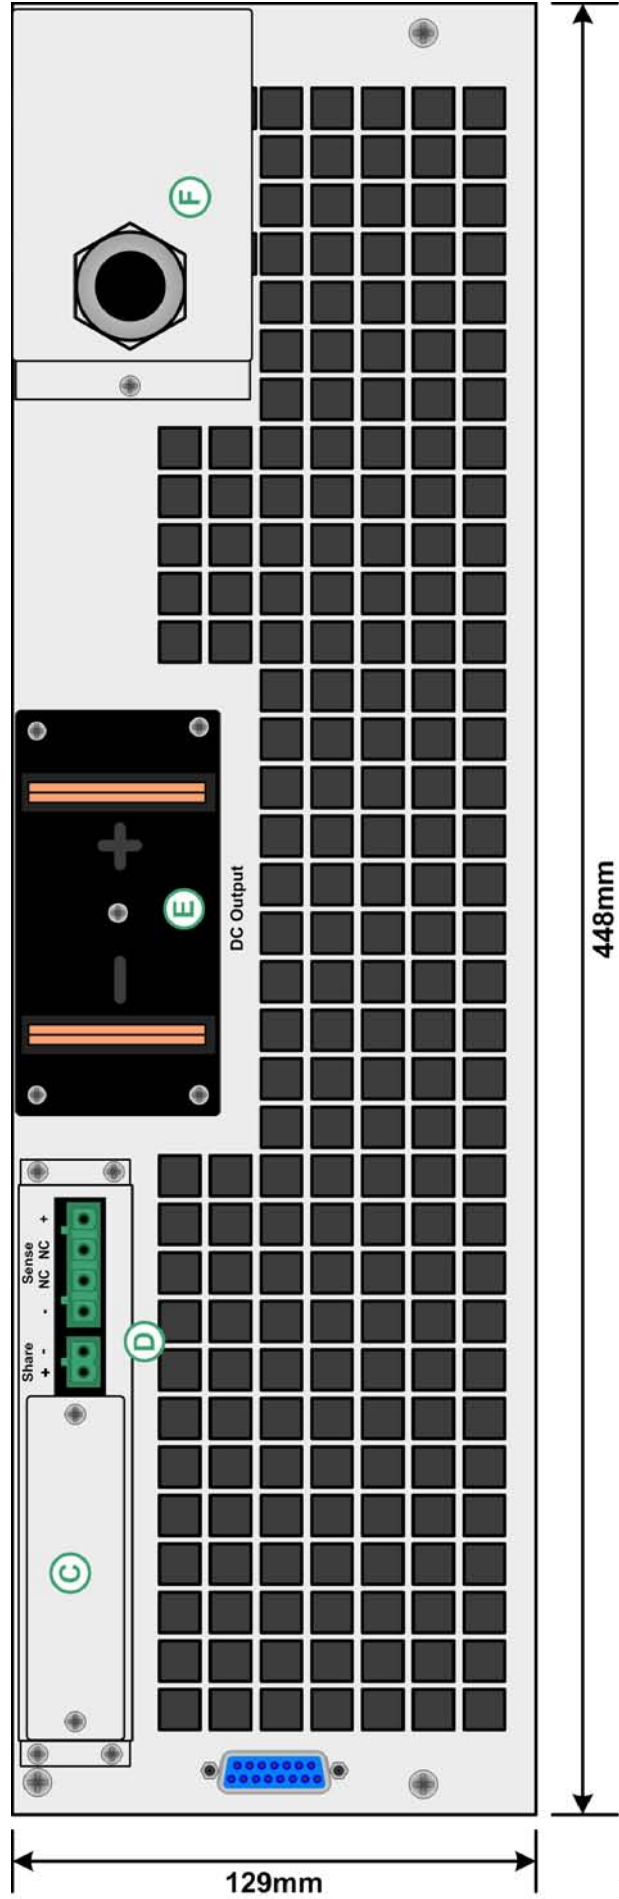 F
448mm
E
DC Output
Sense
- NC NC +
Share
+ -
D
C
129mm